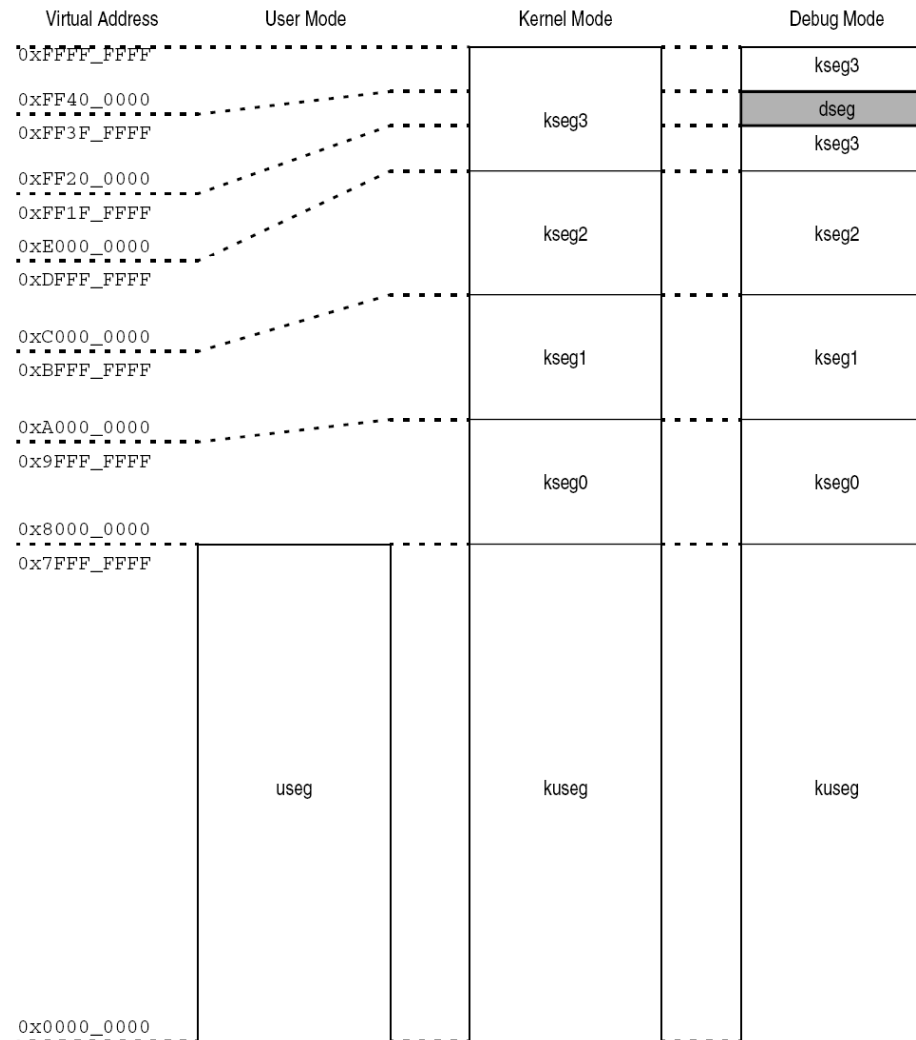 Virtual Address User Mode Kernel Mode Debug Mode
0xFFFF_FFFF
kseg3
0xFF40_0000
dseg
kseg3
0xFF3F_FFFF
kseg3
0xFF20_0000
0xFF1F_FFFF
kseg2 kseg2
0xE000_0000
0xDFFF_FFFF
0xC000_0000
kseg1 kseg1
0xBFFF_FFFF
0xA000_0000
0x9FFF_FFFF
kseg0 kseg0
0x8000_0000
0x7FFF_FFFF
useg kuseg kuseg
0x0000_0000